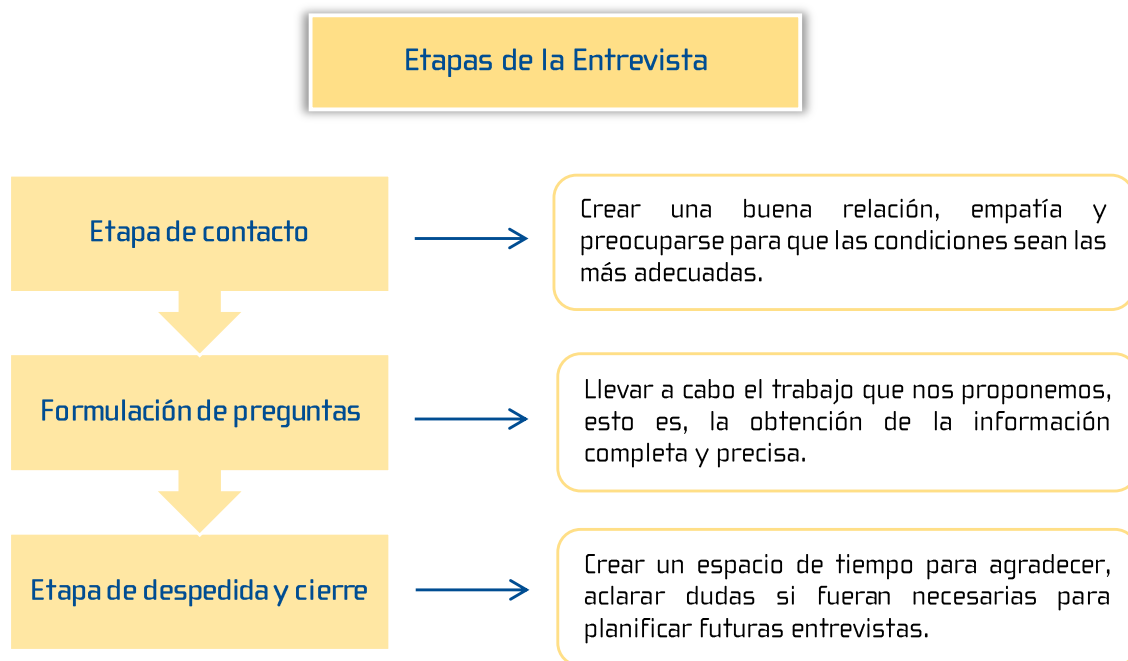 Etapas de la Entrevista
Etapa de contacto
Crear una buena relación, empatía y
preocuparse para que las condiciones sean las
más adecuadas.
Formulación de preguntas
Llevar a cabo el trabajo que nos proponemos,
esto es, la obtención de la información
completa y precisa.
Etapa de despedida y cierre
Crear un espacio de tiempo para agradecer,
aclarar dudas si fueran necesarias para
planificar futuras entrevistas.